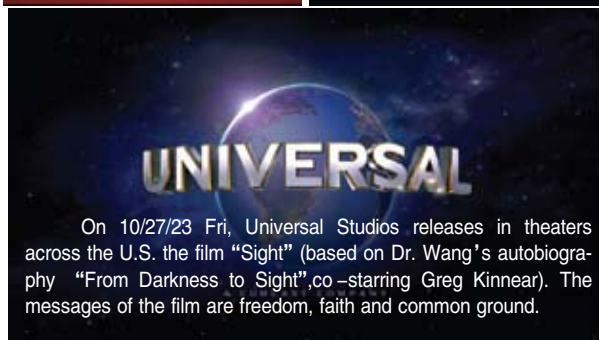 UNIVERSAL
On 10/27/23 Fri, Universal Studios releases in theaters
across the U.S. the film “Sight” (based on Dr. Wang’s autobiogra-
phy “From Darkness to Sight”,co-starring Greg Kinnear). The
messages of the film are freedom, faith and common ground.